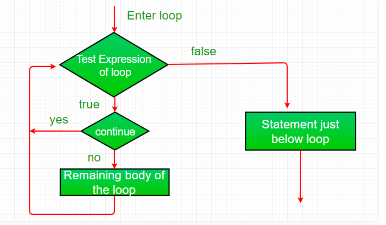 Enter loop
Test Expression
of loop
false
true
yes
continue
Statement just
below loop
no
Remaining body of
the loop